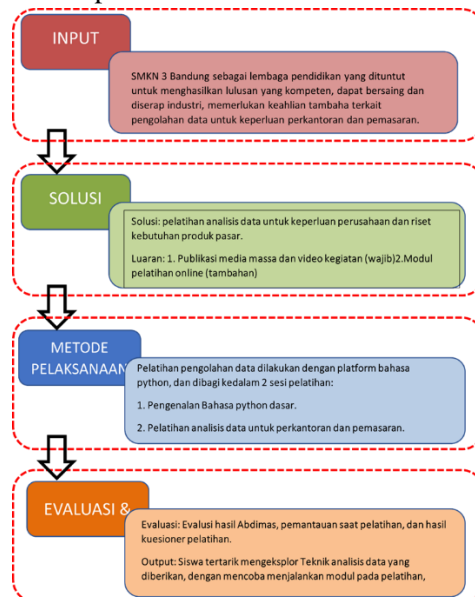 INPUT
SMKN 3 Bandung sebagai lembaga pendidikan yang dituntut
untuk menghasilkan lulusan yang kompeten, dapat bersaing dan
diserap industri, memerlukan keahlian tambaha terkait
pengolahan data untuk keperluan perkantoran dan pemasaran.
SOLUSI
Solusi: pelatihan analisis data untuk keperluan perusahaan dan riset
kebutuhan produk pasar.
Luaran: 1. Publikasi media massa dan video kegiatan (wajib)2.Modul
pelatihan online (tambahan)
METODE
PELAKSANAAN
Pelatihan pengolahan data dilakukan dengan platform bahasa
python, dan dibagi kedalam 2 sesi pelatihan:
1. Pengenalan Bahasa python dasar.
2. Pelatihan analisis data untuk perkantoran dan pemasaran.
EVALUASI &
Evaluasi: Evalusi hasil Abdimas, pemantauan saat pelatihan, dan hasil
kuesioner pelatihan.
Output: Siswa tertarik mengeksplor Teknik analisis data yang
diberikan, dengan mencoba menjalankan modul pada pelatihan,